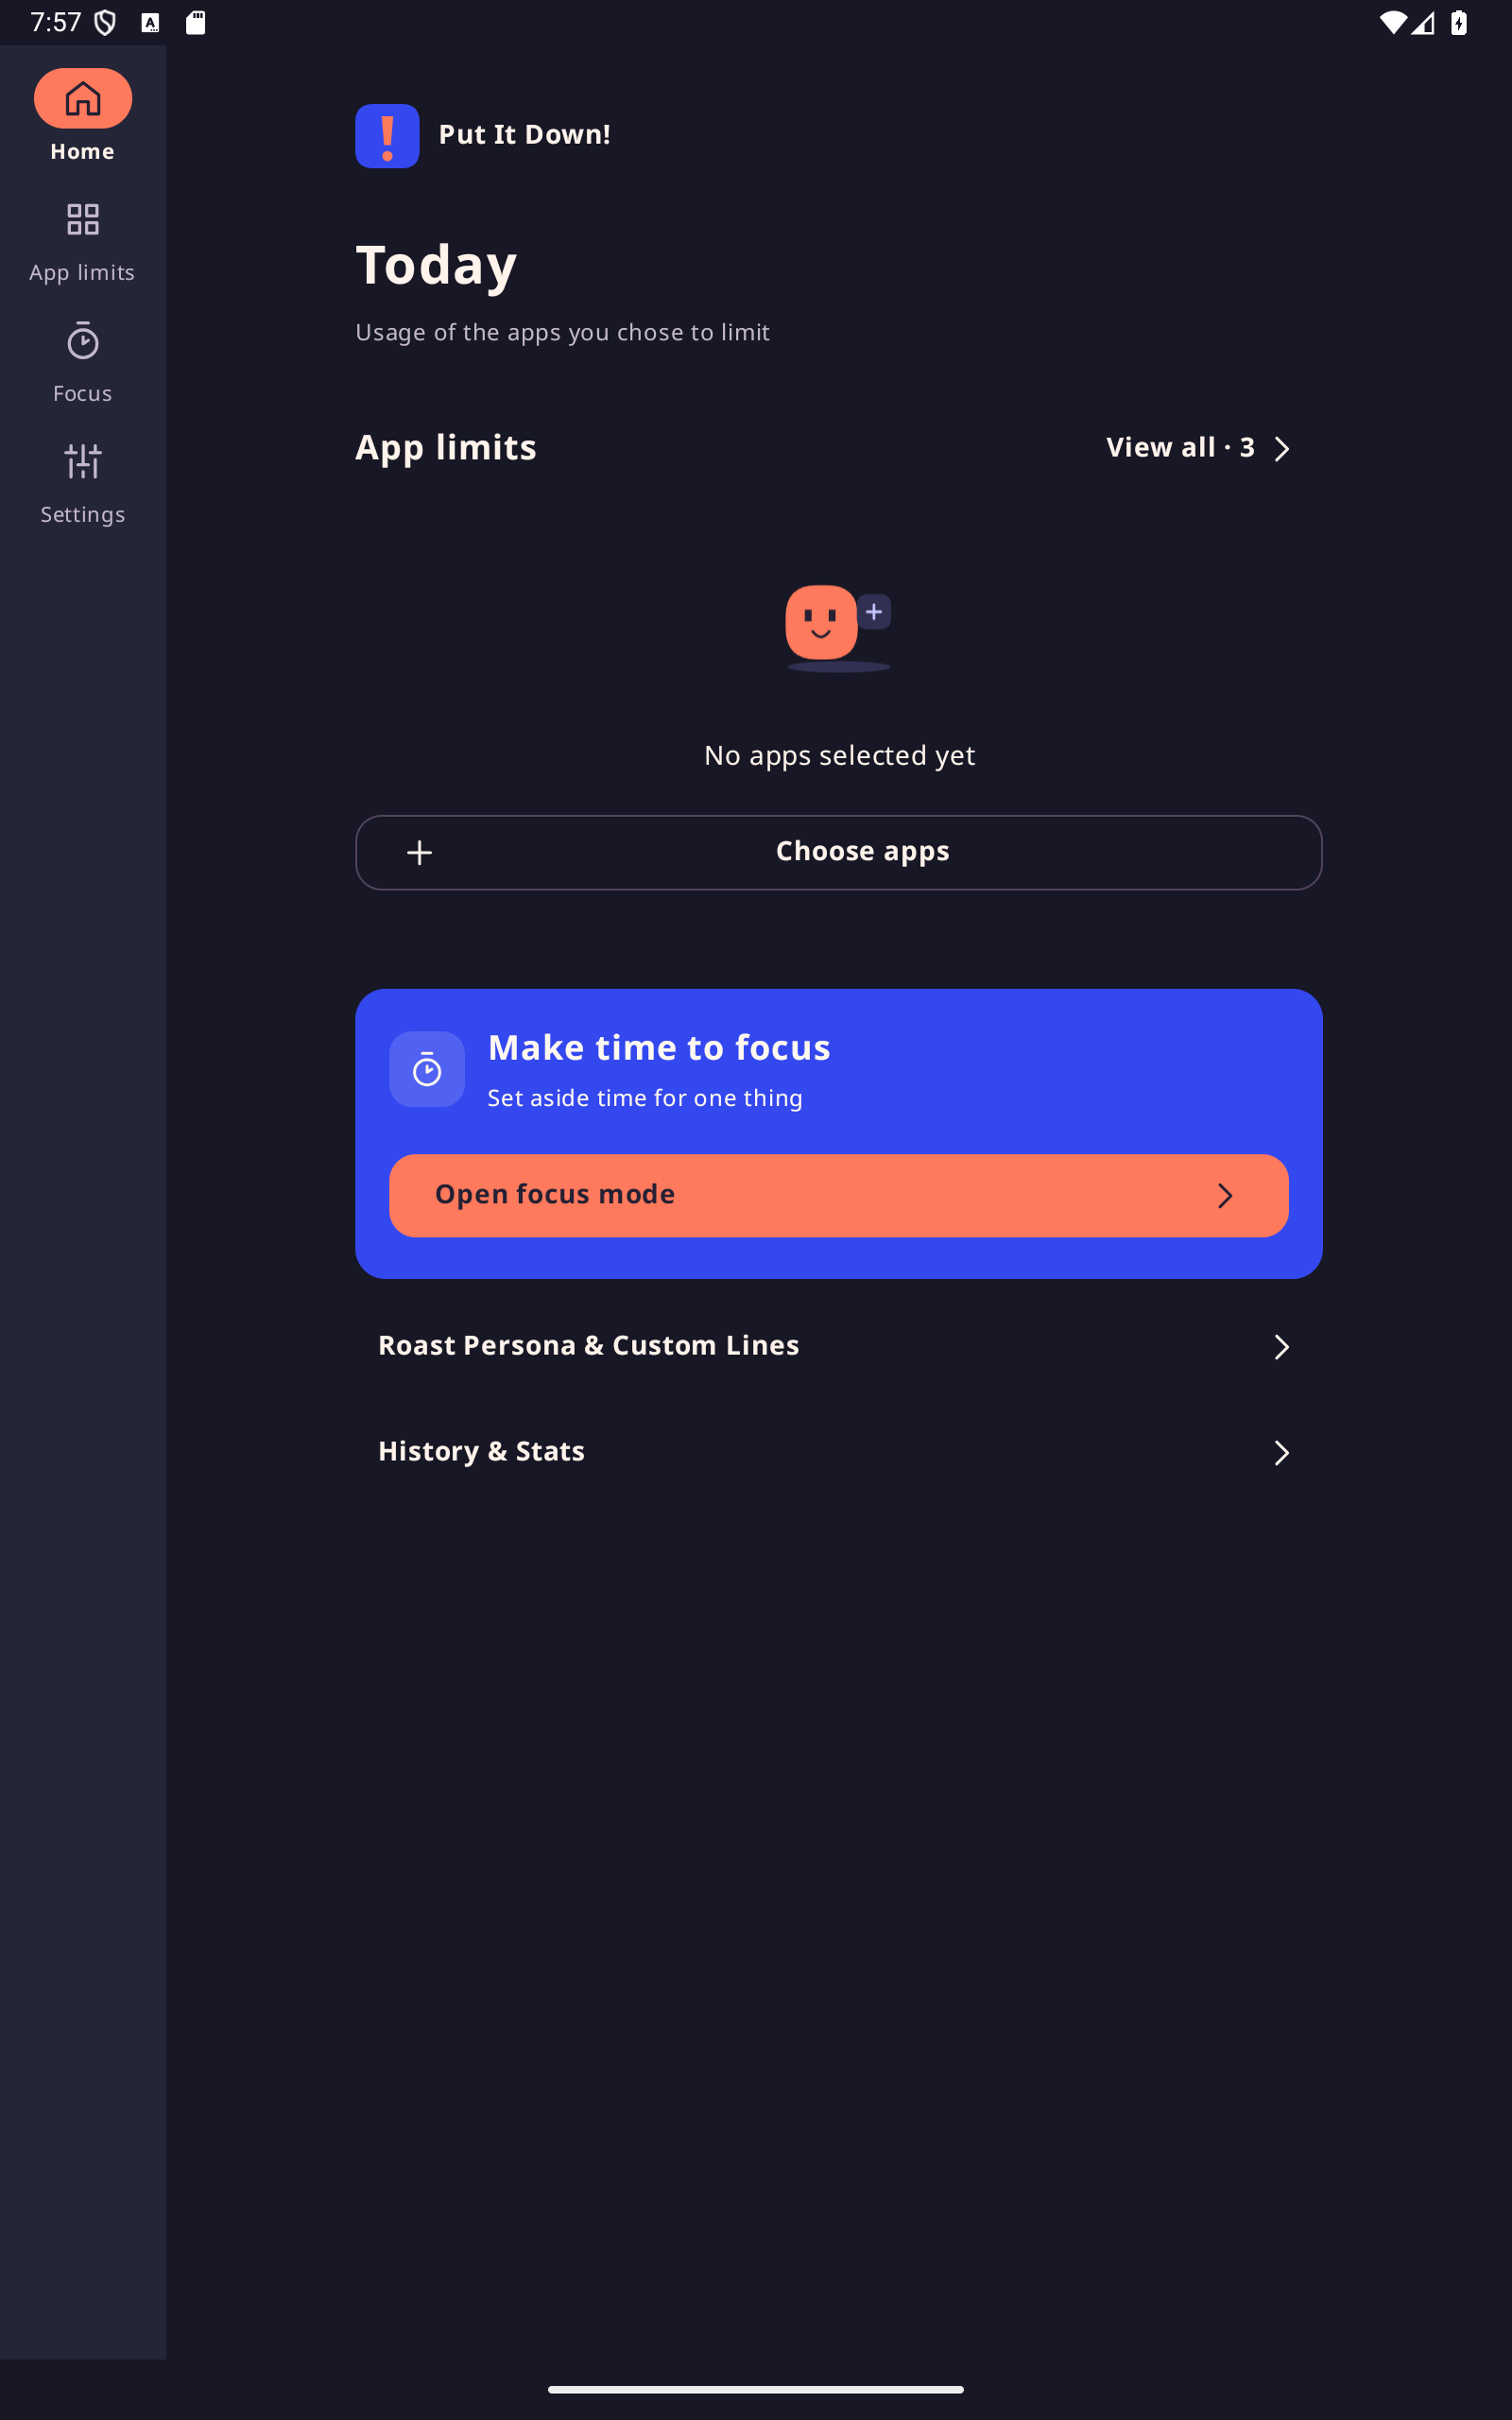 7:57
Home
App limits
Focus
Settings
Put It Down!
Today
Usage of the apps you chose to limit
App limits
View all · 3
No apps selected yet
Choose apps
Make time to focus
Set aside time for one thing
Open focus mode
Roast Persona & Custom Lines
History & Stats